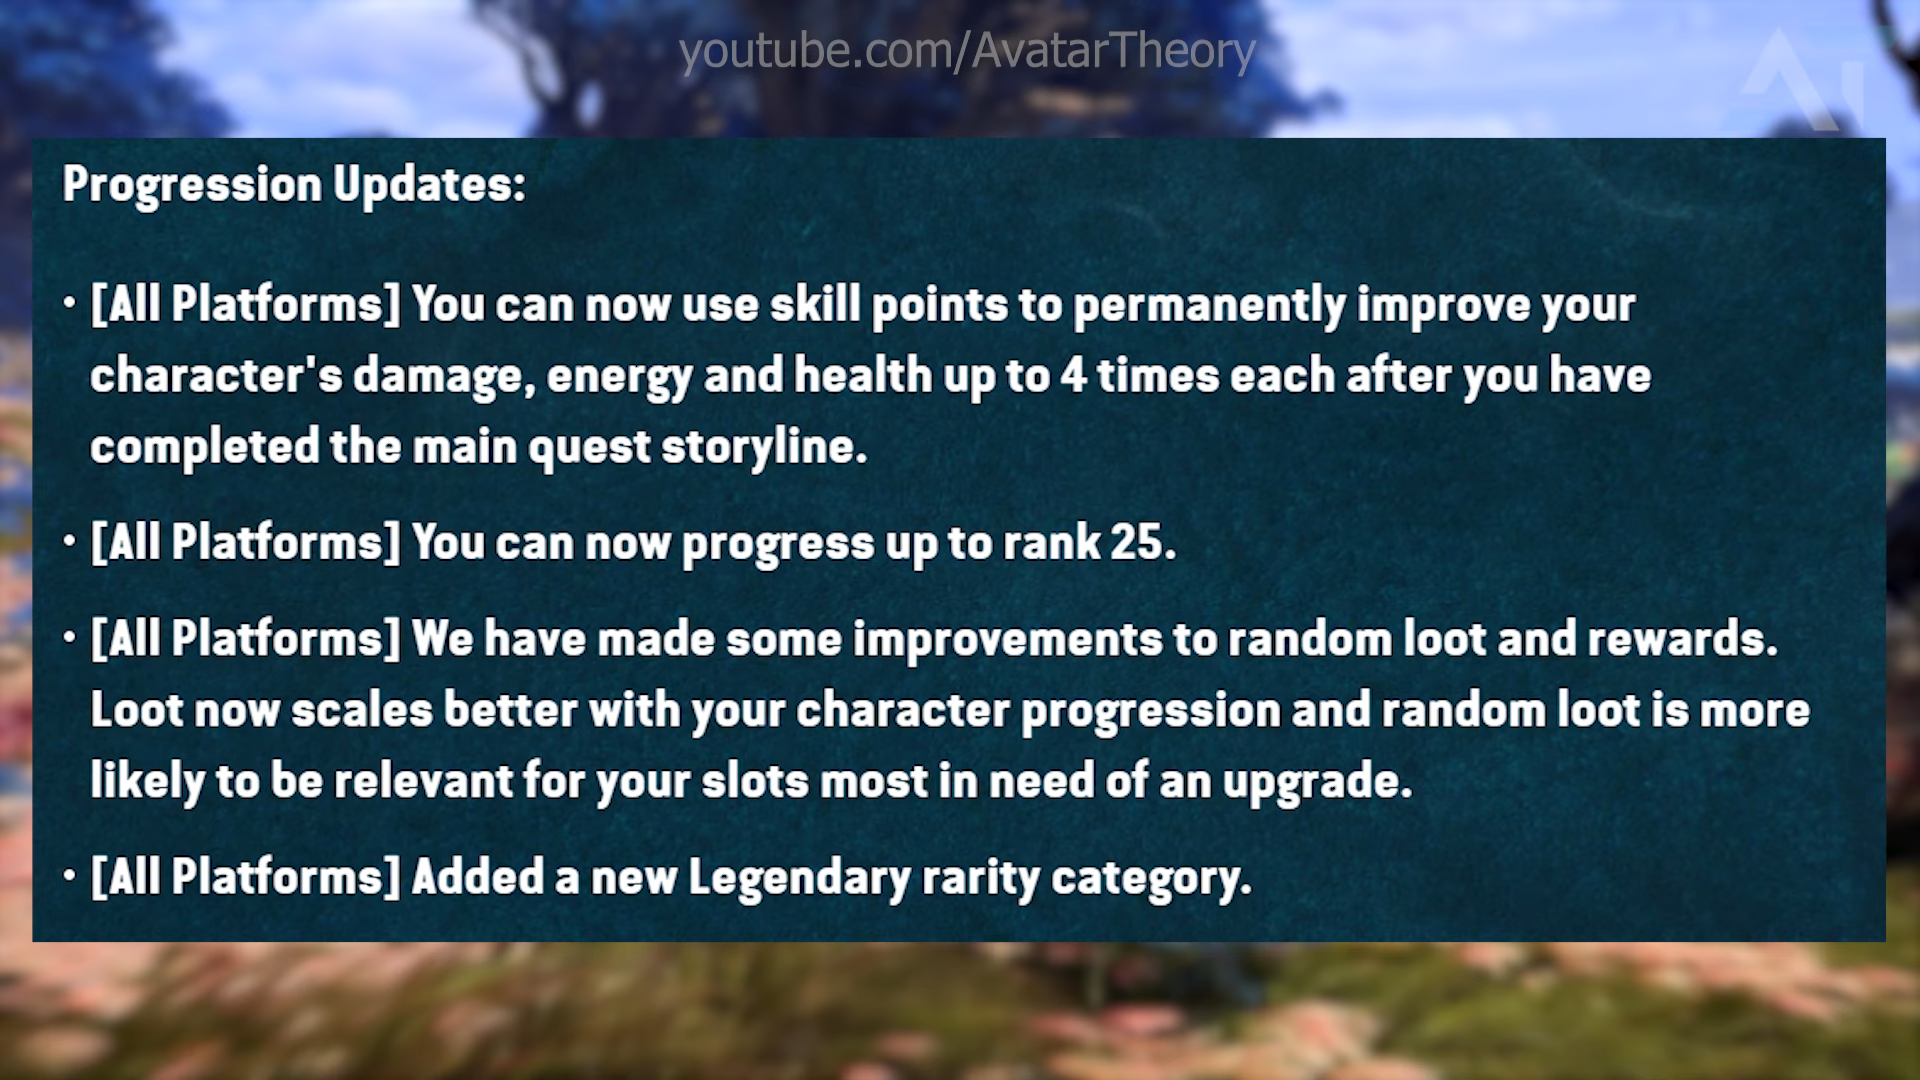 youtube.com/AvatarTheory
Progression Updates:
• [All Platforms] You can now use skill points to permanently improve your
character's damage, energy and health up to 4 times each after you have
completed the main quest storyline.
• [All Platforms] You can now progress up to rank 25.
• [All Platforms] We have made some improvements to random loot and rewards.
Loot now scales better with your character progression and random loot is more
likely to be relevant for your slots most in need of an upgrade.
• [All Platforms] Added a new Legendary rarity category.